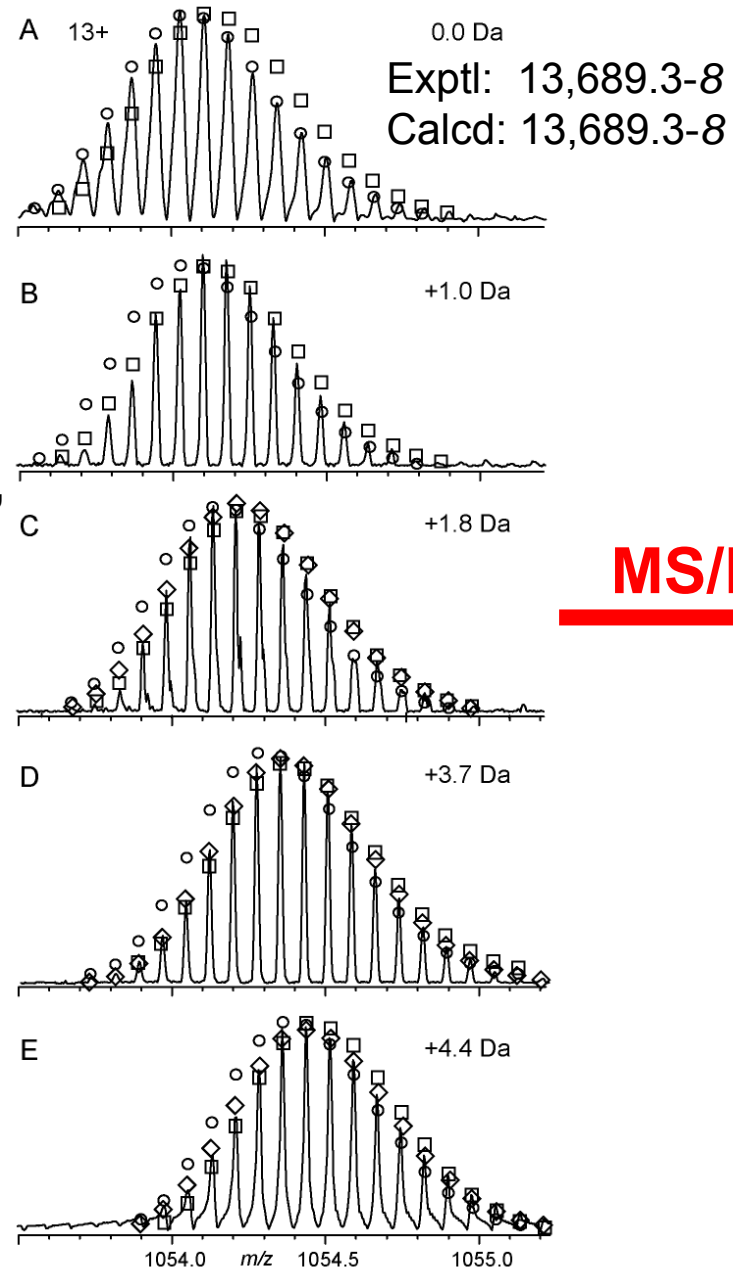 A 13+ 0.0 Da
Exptl: 13,689.3-8
Calcd: 13,689.3-8
B +1.0 Da
C +1.8 Da
D +3.7 Da
E +4.4 Da
1054.0 m/z 1054.5 1055.0